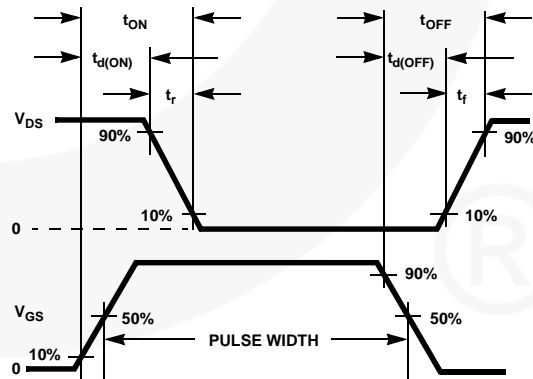 tON tOFF
td(ON) td(OFF)
tr tf
VDS
90% 90%
10% 10%
0
90%
VGS
50% 50%
PULSE WIDTH
10%
0
®